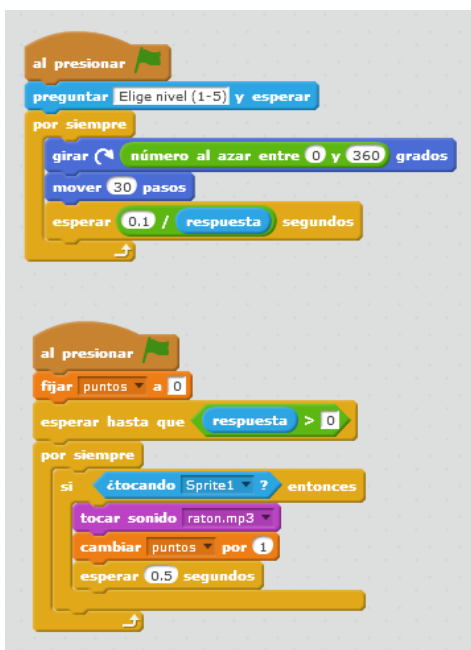 al presionar
preguntar Elige nivel (1-5) y esperar
por siempre
girar número al azar entre 0 y 360 grados
mover 30 pasos
esperar 0.1 / respuesta segundos
al presionar
fijar puntos a 0
esperar hasta que respuesta > 0
por siempre
si ¿tocando Sprite1 ? entonces
tocar sonido raton.mp3
cambiar puntos por 1
esperar 0.5 segundos